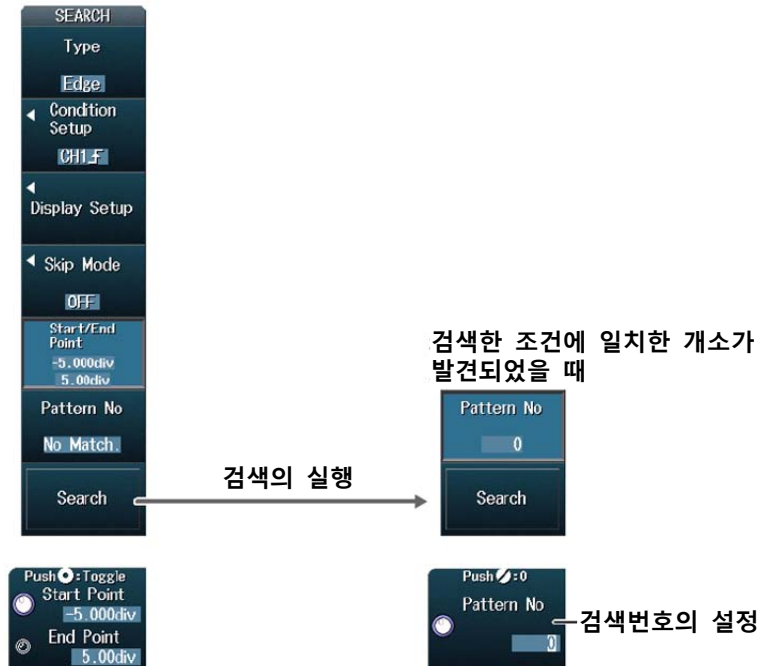 SEARCH
Type
Edge
Condition
Setup
CH1
Display Setup
Skip Mode
OFF
Start/End
Point
-5.000div
5.00div
Pattorn No
No Match.
Search
검색의 실행
검색한 조건에 일치한 개소가
발견되었을 때
Pattern No
0
Search
Push :Toggle
Start Point
-5.000div
End Point
5.00div
Push :0
Pattern No
0
검색번호의 설정